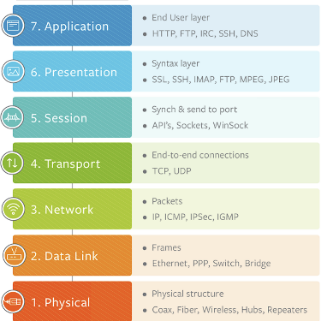 7. Application
• End User layer
• HTTP, FTP, IRC, SSH, DNS
6. Presentation
• Syntax layer
• SSL, SSH, IMAP, FTP, MPEG, JPEG
5. Session
• Synch & send to port
• API's, Sockets, WinSock
4. Transport
• End-to-end connections
• TCP, UDP
3. Network
• Packets
• IP, ICMP, IPSec, IGMP
2. Data Link
• Frames
• Ethernet, PPP, Switch, Bridge
1. Physical
• Physical structure
• Coax, Fiber, Wireless, Hubs, Repeaters